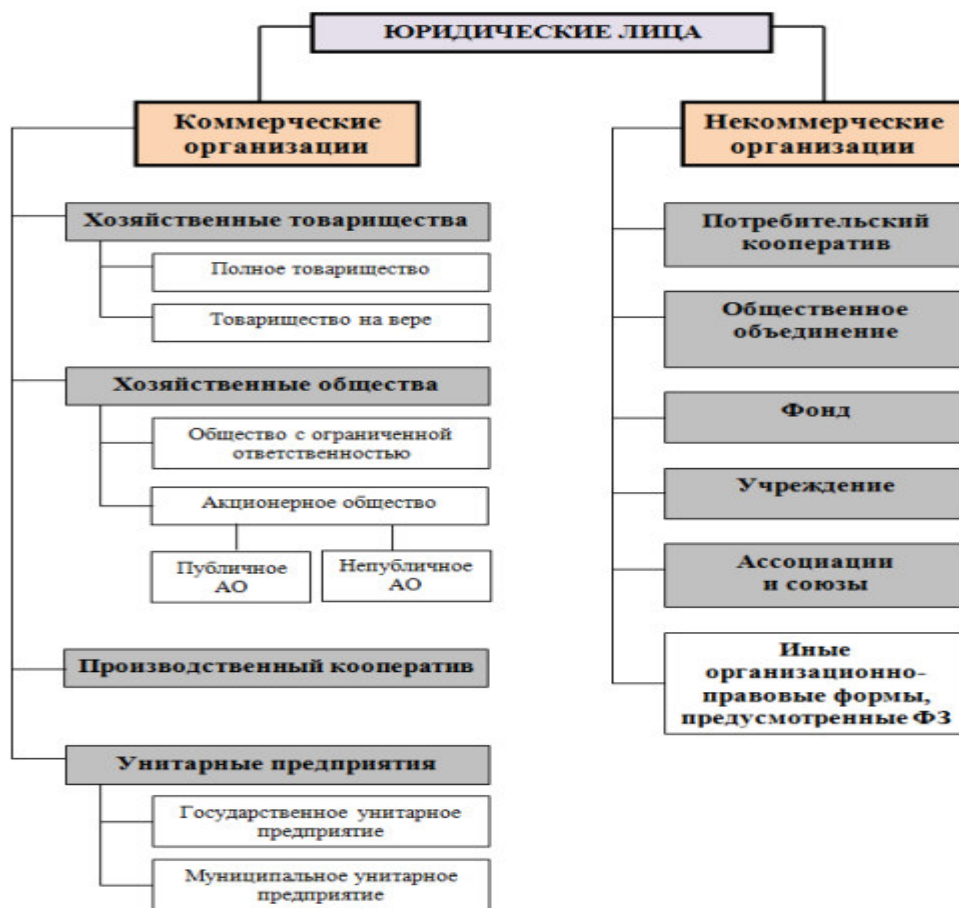 ЮРИДИЧЕСКИЕ ЛИЦА
Коммерческие
организации
Хозяйственные товарищества
Полное товарищество
Товарищество на вере
Хозяйственные общества
Общество с ограниченной
ответственностью
Акционерное общество
Публичное
АО
Непубличное
АО
Производственный кооператив
Унитарные предприятия
Государственное унитарное
предприятие
Муниципальное унитарное
предприятие
Некоммерческие
организации
Потребительский
кооператив
Общественное
объединение
Фонд
Учреждение
Ассоциации
и союзы
Иные
организационно-
правовые формы,
предусмотренные ФЗ